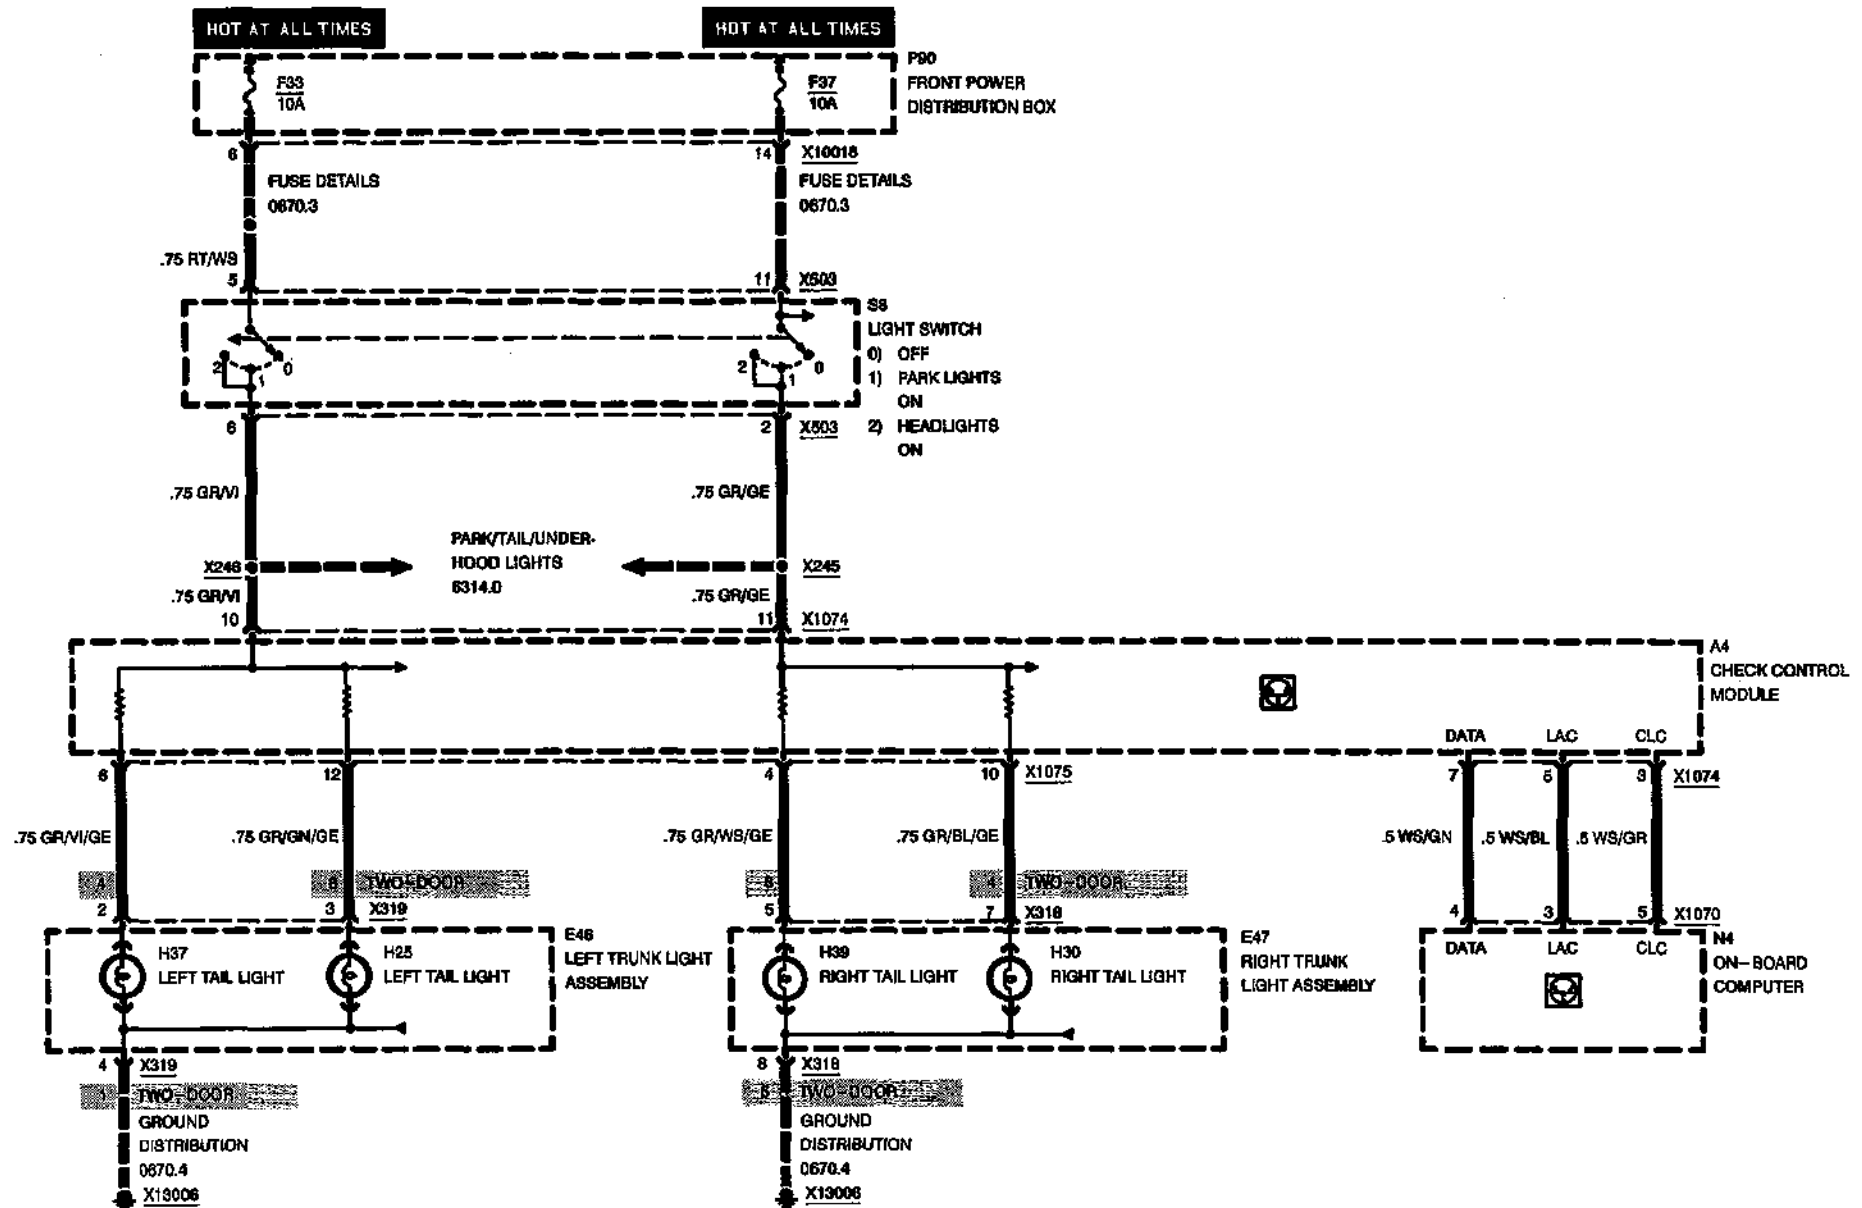 HOT AT ALL TIMES
HOT AT ALL TIMES
P90
FRONT POWER
DISTRIBUTION BOX
F33
10A
F37
10A
6
14
X10018
FUSE DETAILS
0670.3
FUSE DETAILS
0670.3
.75 RT/WS
5
11
X503
S8
LIGHT SWITCH
0) OFF
1) PARK LIGHTS
ON
2) HEADLIGHTS
ON
2
1
0
2
1
0
6
2
X503
.75 GR/VI
.75 GR/GE
PARK/TAIL/UNDER-
HOOD LIGHTS
6314.0
X246
X245
.75 GR/VI
.75 GR/GE
10
11
X1074
A4
CHECK CONTROL
MODULE
DATA
LAC
CLC
6
12
4
10
X1075
7
5
3
X1074
.75 GR/VI/GE
.75 GR/GN/GE
.75 GR/WS/GE
.75 GR/BL/GE
.5 WS/GN
.5 WS/BL
.5 WS/GR
4
6
TWO-DOOR
4
TWO-DOOR
2
3
X319
5
7
X318
4
3
5
X1070
H37
LEFT TAIL LIGHT
H25
LEFT TAIL LIGHT
E46
LEFT TRUNK LIGHT
ASSEMBLY
H39
RIGHT TAIL LIGHT
H30
RIGHT TAIL LIGHT
E47
RIGHT TRUNK
LIGHT ASSEMBLY
DATA
LAC
CLC
N4
ON-BOARD
COMPUTER
4
X319
8
X318
1
TWO-DOOR
TWO-DOOR
GROUND
DISTRIBUTION
0670.4
X13006
GROUND
DISTRIBUTION
0670.4
X13006